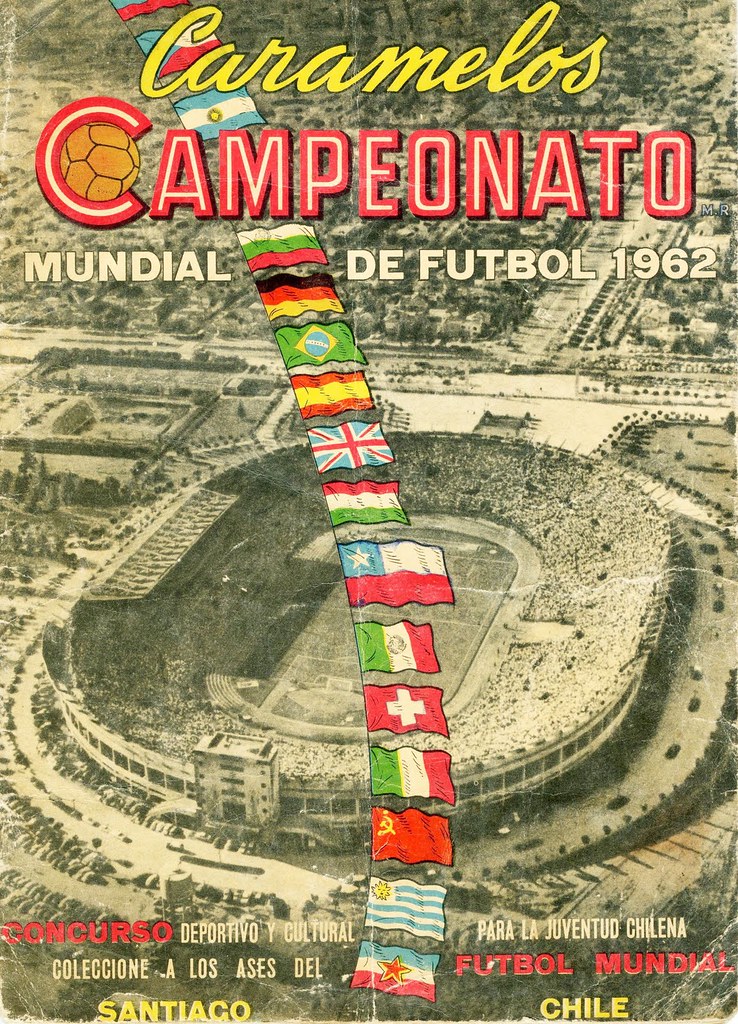 Caramelos
CAMPEONATO M.R
MUNDIAL DE FUTBOL 1962
CONCURSO DEPORTIVO Y CULTURAL PARA LA JUVENTUD CHILENA
COLECCIONE A LOS ASES DEL FUTBOL MUNDIAL
SANTIAGO CHILE